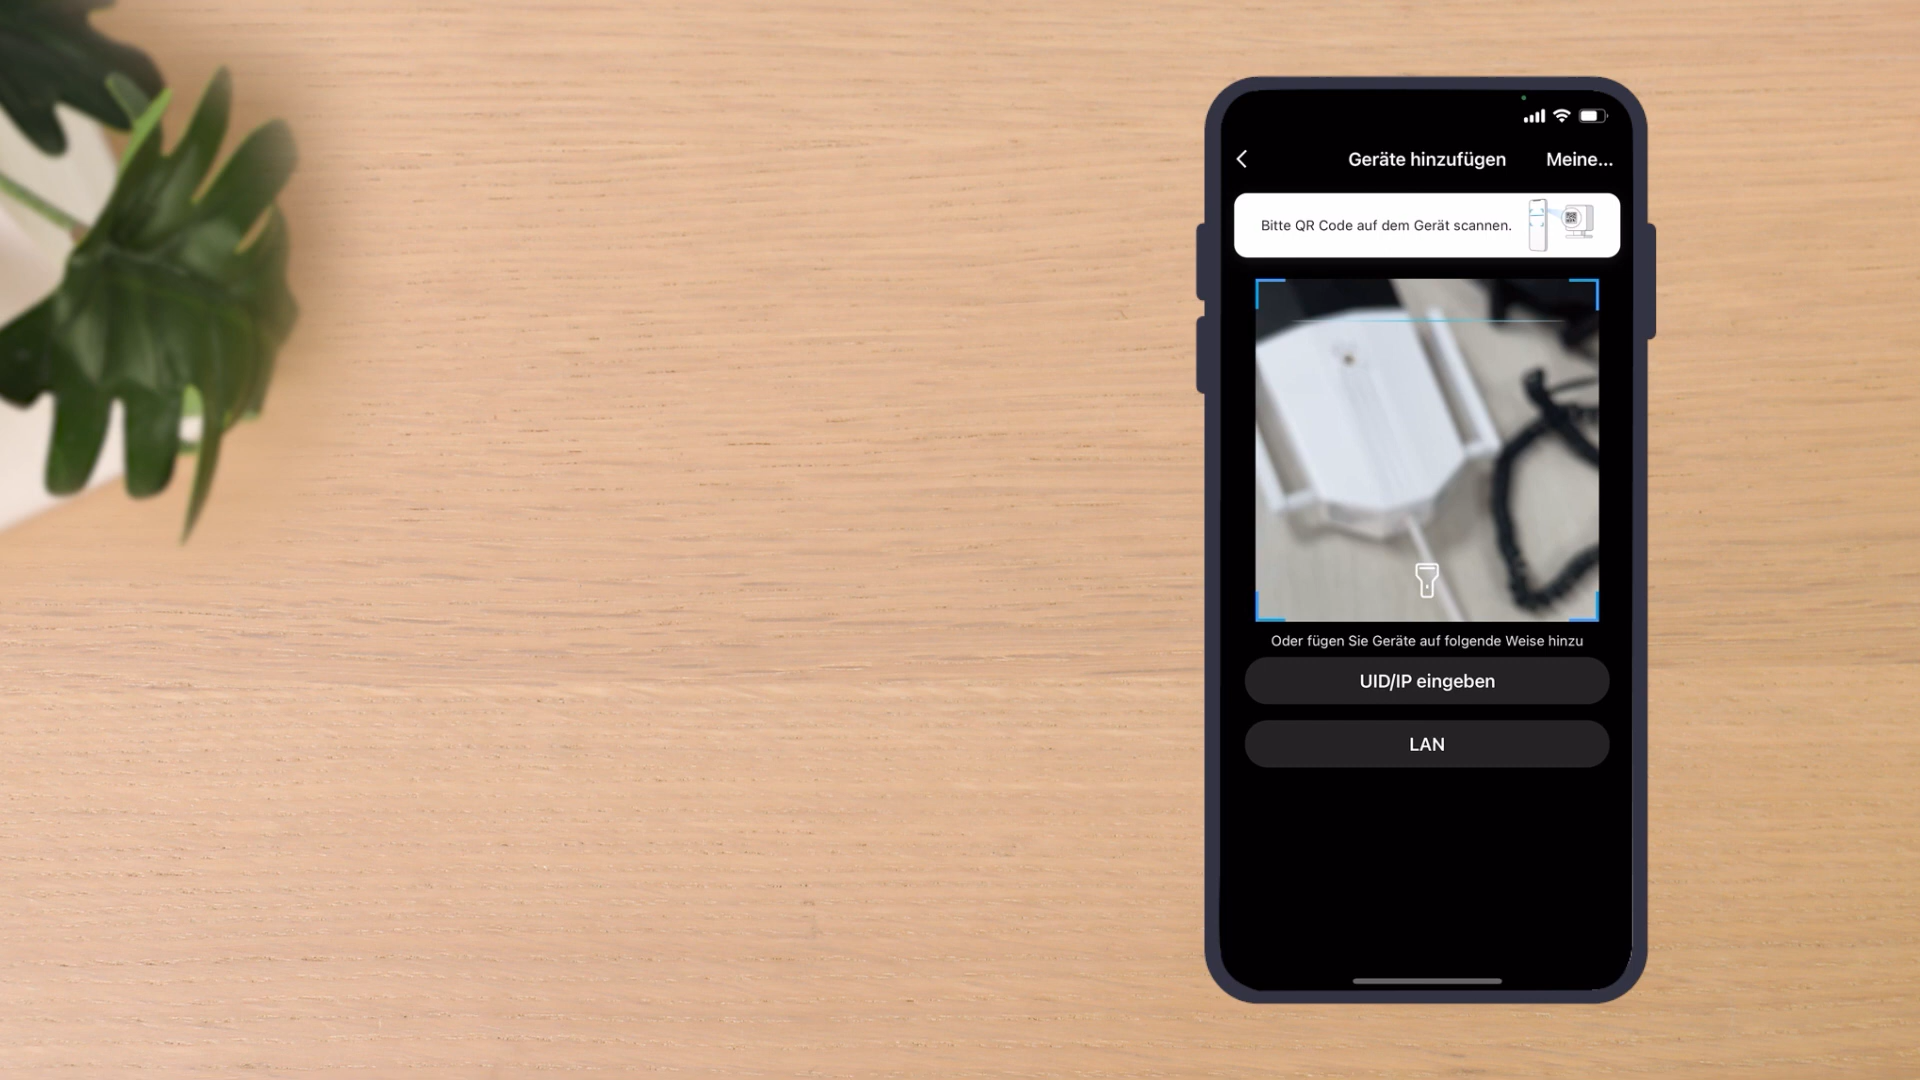 Geräte hinzufügen
Meine...
Bitte QR Code auf dem Gerät scannen.
Oder fügen Sie Geräte auf folgende Weise hinzu
UID/IP eingeben
LAN